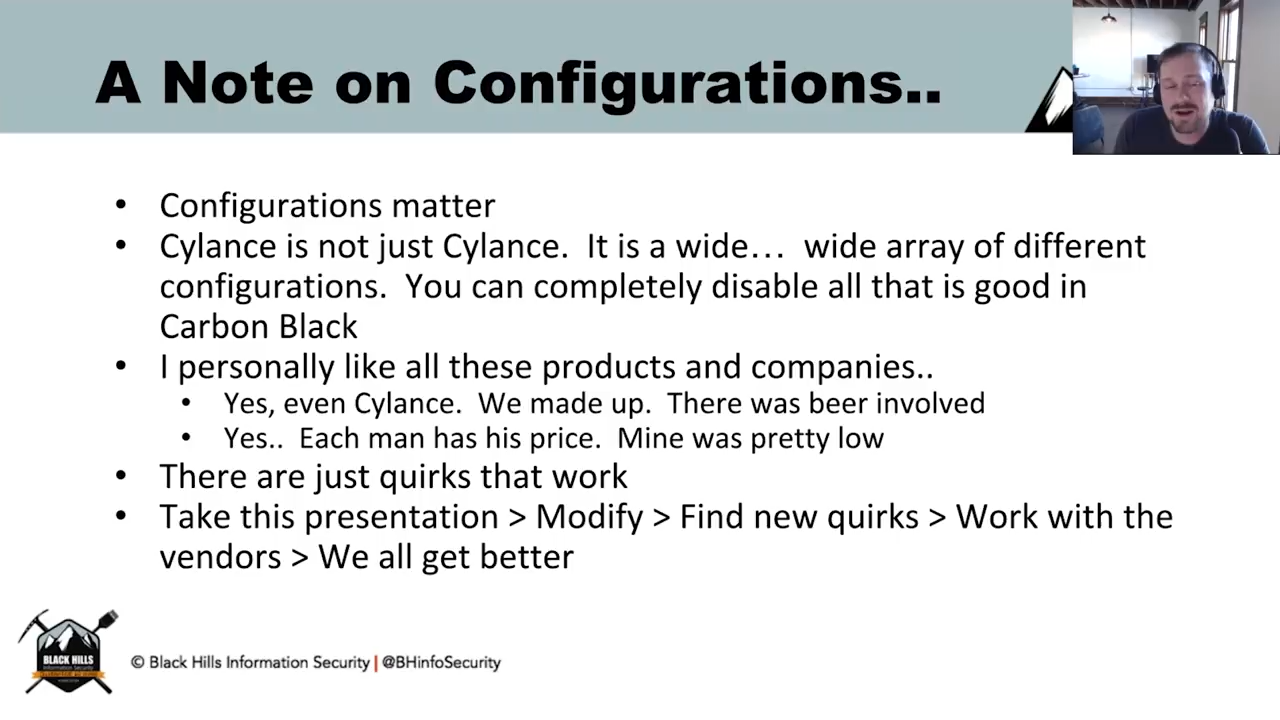 A Note on Configurations..
• Configurations matter
• Cylance is not just Cylance.  It is a wide…  wide array of different
configurations.  You can completely disable all that is good in
Carbon Black
• I personally like all these products and companies..
• Yes, even Cylance.  We made up.  There was beer involved
• Yes..  Each man has his price.  Mine was pretty low
• There are just quirks that work
• Take this presentation > Modify > Find new quirks > Work with the
vendors > We all get better
BLACK HILLS
Information Security
© Black Hills Information Security | @BHinfoSecurity